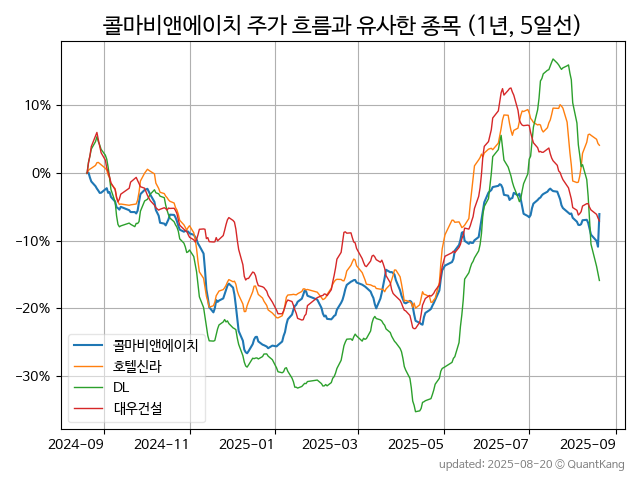 콜마비앤에이치 주가 흐름과 유사한 종목 (1년, 5일선)
10%
0%
−10%
−20%
−30%
콜마비앤에이치
호텔신라
DL
대우건설
2024-09 2024-11 2025-01 2025-03 2025-05 2025-07 2025-09
updated: 2025-08-20 © QuantKang